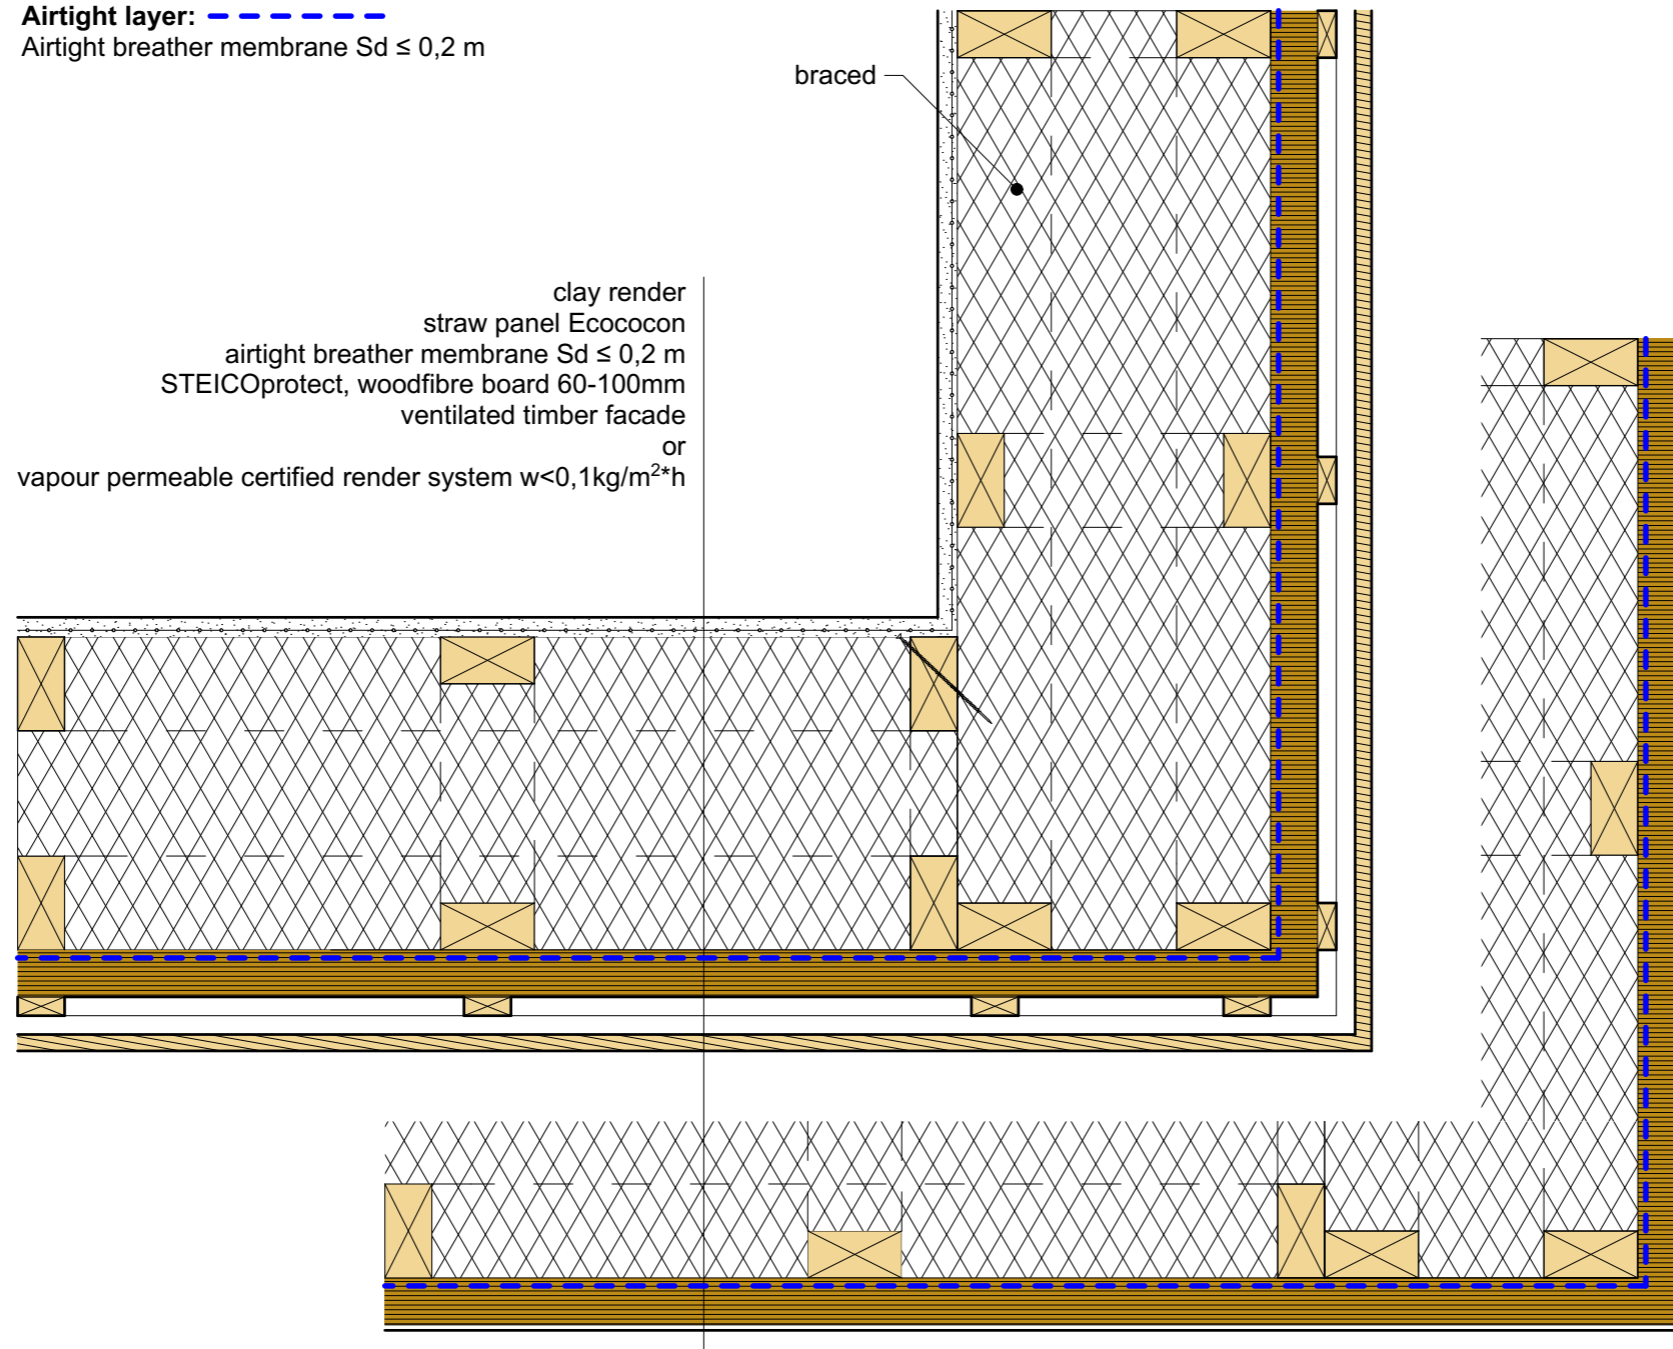 Airtight layer:
Airtight breather membrane Sd ≤ 0,2 m
braced
clay render
straw panel Ecococon
airtight breather membrane Sd ≤ 0,2 m
STEICOprotect, woodfibre board 60-100mm
ventilated timber facade
or
vapour permeable certified render system w<0,1kg/m²*h